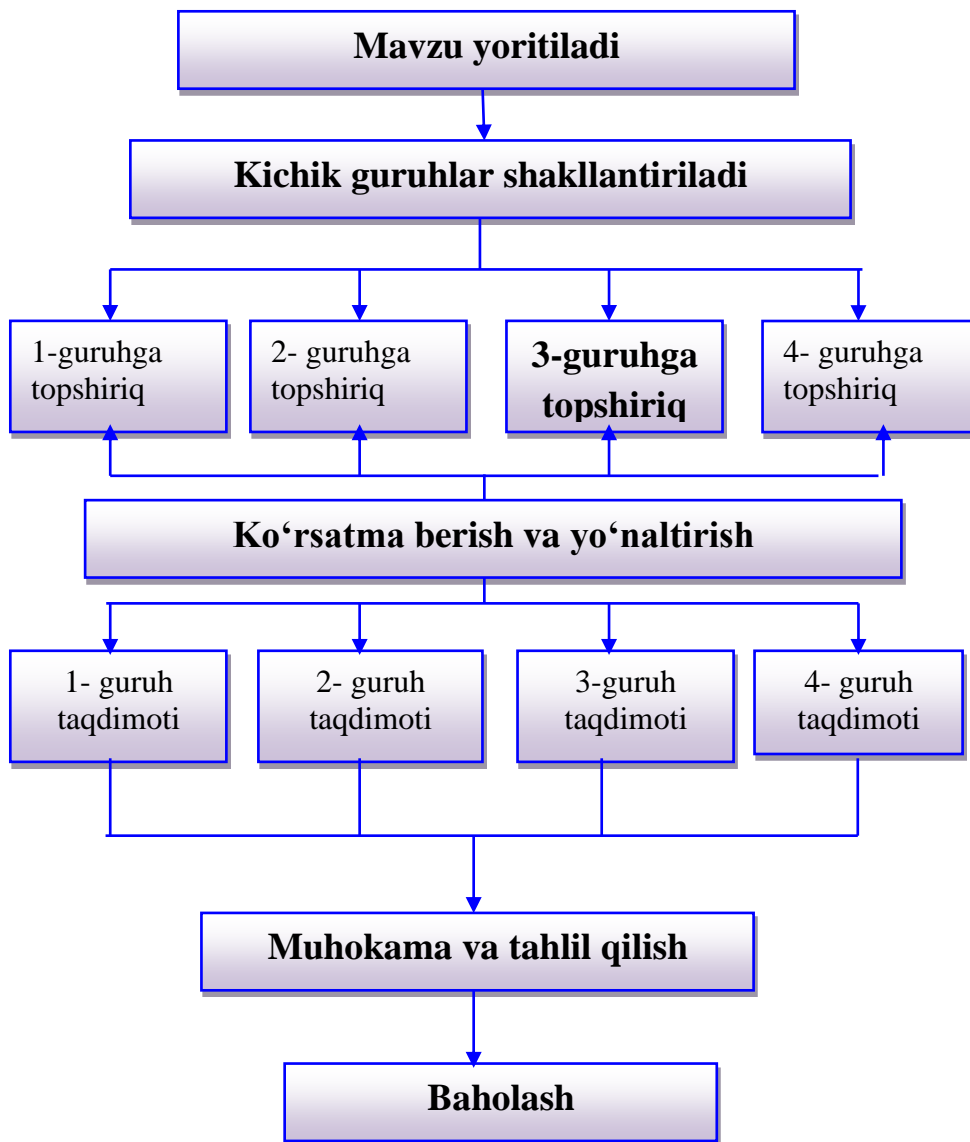 Mavzu yoritiladi
Kichik guruhlar shakllantiriladi
1-guruhga
topshiriq
2- guruhga
topshiriq
3-guruhga
topshiriq
4- guruhga
topshiriq
Ko‘rsatma berish va yo‘naltirish
1- guruh
taqdimoti
2- guruh
taqdimoti
3-guruh
taqdimoti
4- guruh
taqdimoti
Muhokama va tahlil qilish
Baholash